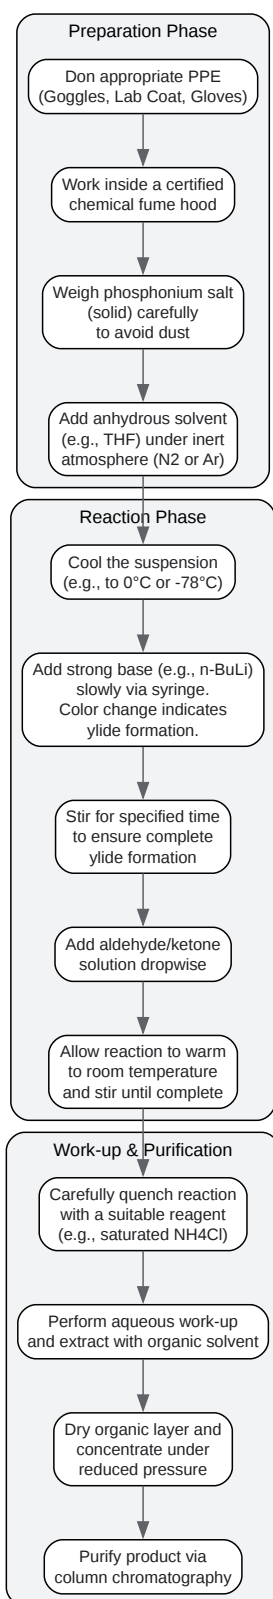 Preparation Phase
Don appropriate PPE
(Goggles, Lab Coat, Gloves)
Work inside a certified
chemical fume hood
Weigh phosphonium salt
(solid) carefully
to avoid dust
Add anhydrous solvent
(e.g., THF) under inert
atmosphere (N2 or Ar)
Reaction Phase
Cool the suspension
(e.g., to 0°C or -78°C)
Add strong base (e.g., n-BuLi)
slowly via syringe.
Color change indicates
ylide formation.
Stir for specified time
to ensure complete
ylide formation
Add aldehyde/ketone
solution dropwise
Allow reaction to warm
to room temperature
and stir until complete
Work-up & Purification
Carefully quench reaction
with a suitable reagent
(e.g., saturated NH4Cl)
Perform aqueous work-up
and extract with organic solvent
Dry organic layer and
concentrate under
reduced pressure
Purify product via
column chromatography